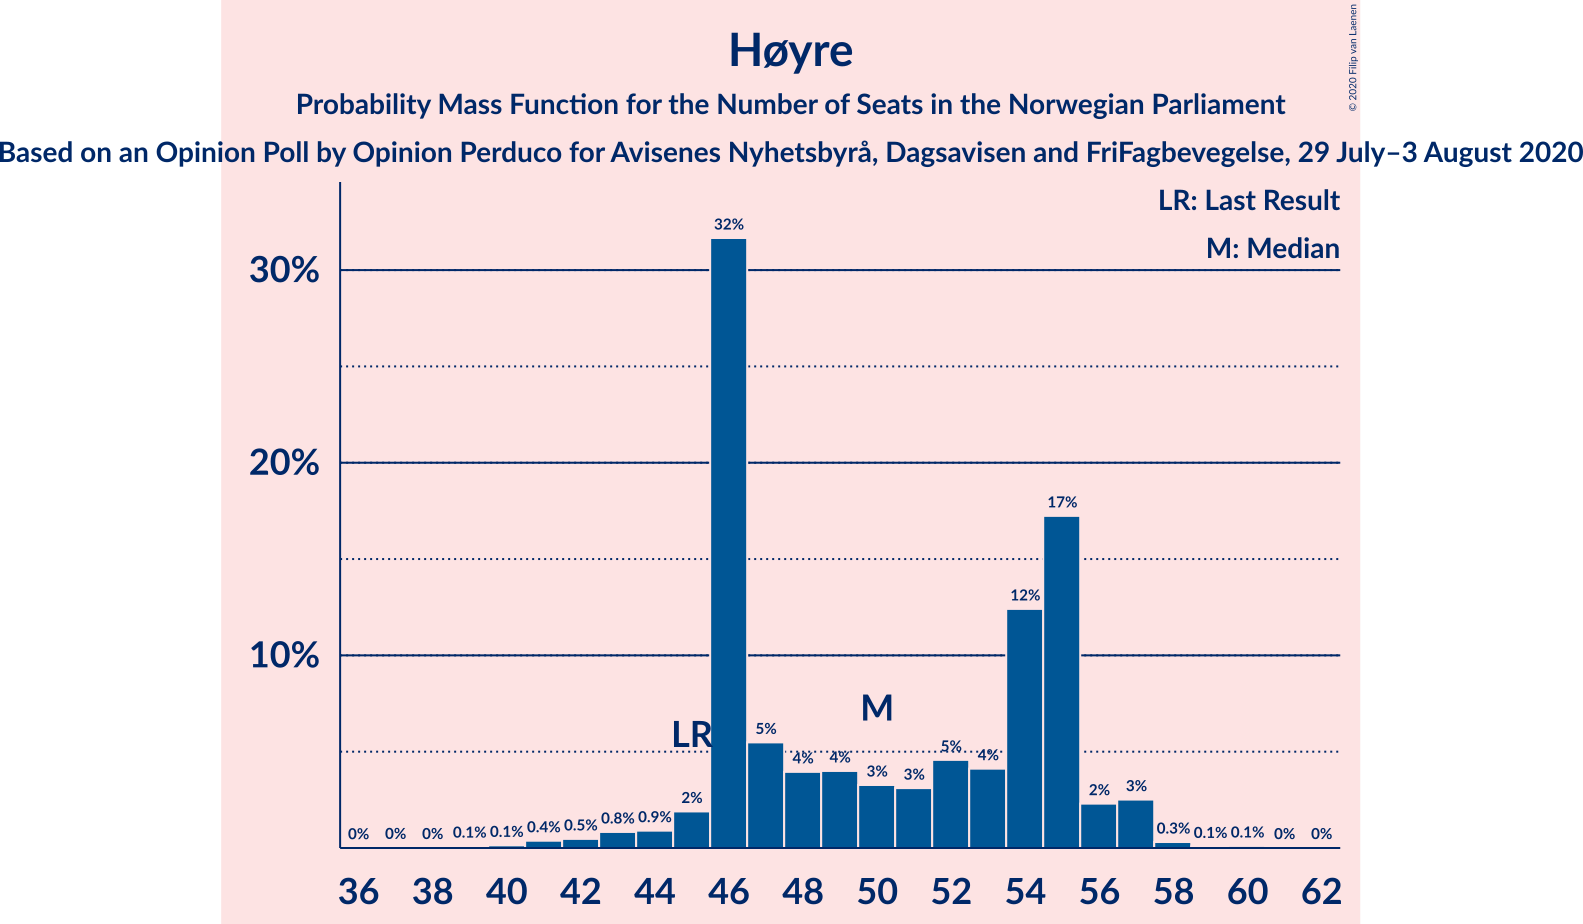 Høyre
Probability Mass Function for the Number of Seats in the Norwegian Parliament
Based on an Opinion Poll by Opinion Perduco for Avisenes Nyhetsbyrå, Dagsavisen and FriFagbevegelse, 29 July–3 August 2020
© 2020 Filip van Laenen
LR: Last Result
M: Median
30%
20%
10%
LR
M
0% 0% 0% 0.1% 0.1% 0.4% 0.5% 0.8% 0.9% 2% 32% 5% 4% 4% 3% 3% 5% 4% 12% 17% 2% 3% 0.3% 0.1% 0.1% 0% 0%
36 38 40 42 44 46 48 50 52 54 56 58 60 62